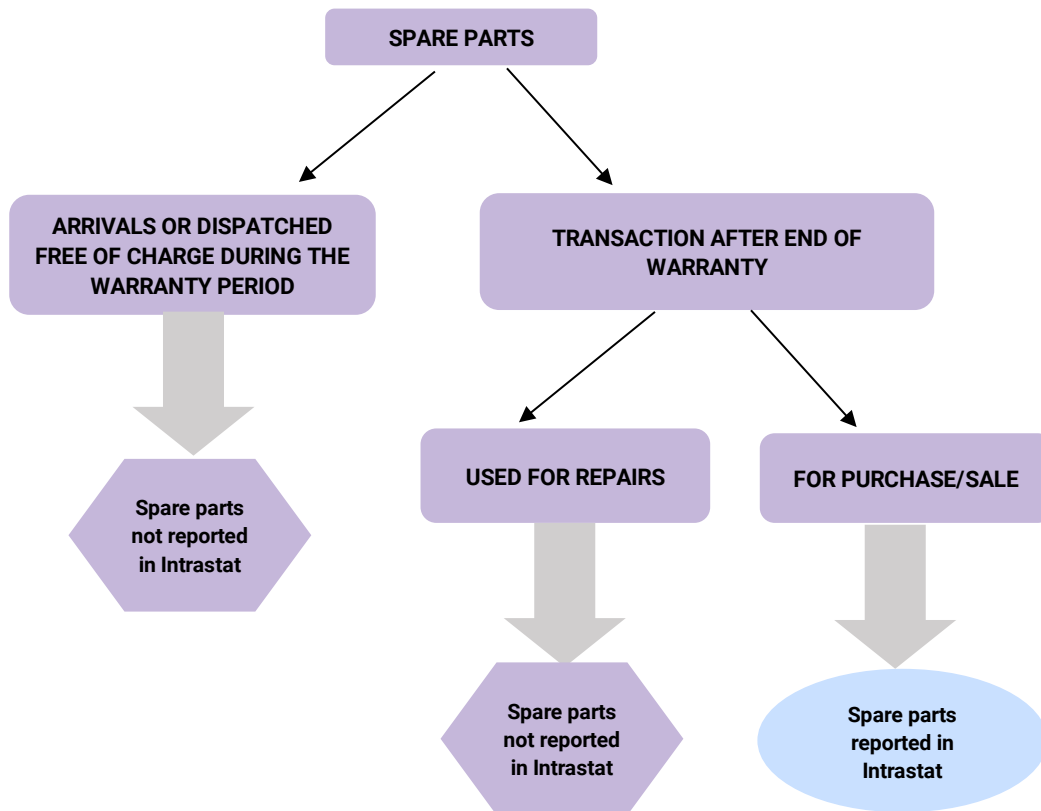 SPARE PARTS
ARRIVALS OR DISPATCHED
FREE OF CHARGE DURING THE
WARRANTY PERIOD
TRANSACTION AFTER END OF
WARRANTY
USED FOR REPAIRS
FOR PURCHASE/SALE
Spare parts
not reported
in Intrastat
Spare parts
not reported
in Intrastat
Spare parts
reported in
Intrastat